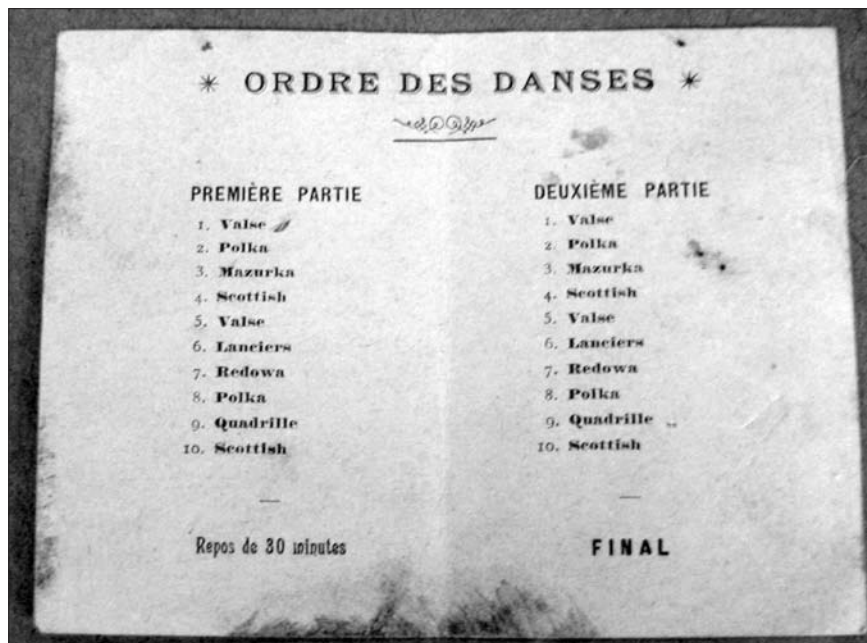 * ORDRE DES DANSES *
PREMIÈRE PARTIE
1. Valse
2. Polka
3. Mazurka
4. Scottish
5. Valse
6. Lanciers
7. Redowa
8. Polka
9. Quadrille
10. Scottish
Repos de 30 minutes
DEUXIÈME PARTIE
1. Valse
2. Polka
3. Mazurka
4. Scottish
5. Valse
6. Lanciers
7. Redowa
8. Polka
9. Quadrille
10. Scottish
FINAL